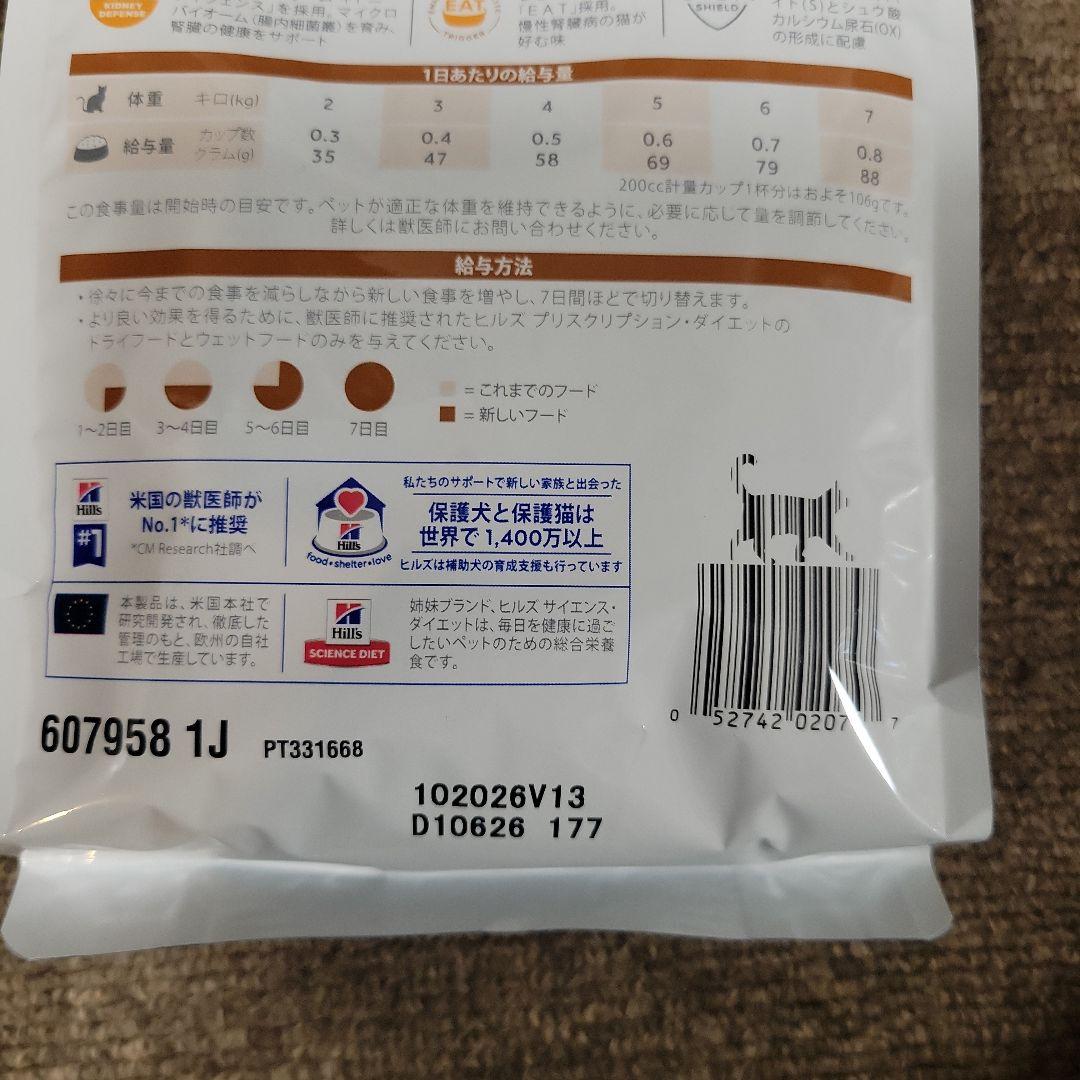 KIDNEY DEFENSE
を採用。マイクロ
バイオーム(腸内細菌叢)を育み、
腎臓の健康をサポート
E.A.T.
TRIGGER
「E.A.T.」採用。
慢性腎臓病の猫が
好む味
SHIELD
イト(S)とシュウ酸
カルシウム尿石(OX)
の形成に配慮
1日あたりの給与量
体重 キロ(kg) 2 3 4 5 6 7
給与量 カップ数 0.3 0.4 0.5 0.6 0.7 0.8
グラム(g) 35 47 58 69 79 88
200cc計量カップ1杯分はおよそ106gです。
この食事量は開始時の目安です。ペットが適正な体重を維持できるように、必要に応じて量を調節してください。
詳しくは獣医師にお問い合わせください。
給与方法
・徐々に今までの食事を減らしながら新しい食事を増やし、7日間ほどで切り替えます。
・より良い効果を得るために、獣医師に推奨されたヒルズ プリスクリプション・ダイエットの
ドライフードとウェットフードのみを与えてください。
= これまでのフード
= 新しいフード
1〜2日目 3〜4日目 5〜6日目 7日目
Hill's
#1
米国の獣医師が
No.1*に推奨
*CM Research社調べ
Hill's
food•shelter•love
私たちのサポートで新しい家族と出会った
保護犬と保護猫は
世界で1,400万以上
ヒルズは補助犬の育成支援も行っています
本製品は、米国本社で
研究開発され、徹底した
管理のもと、欧州の自社
工場で生産しています。
Hill's
SCIENCE DIET
姉妹ブランド、ヒルズ サイエンス・
ダイエットは、毎日を健康に過ご
したいペットのための総合栄養
食です。
0 52742 0207 7
607958 1J PT331668
102026V13
D10626 177